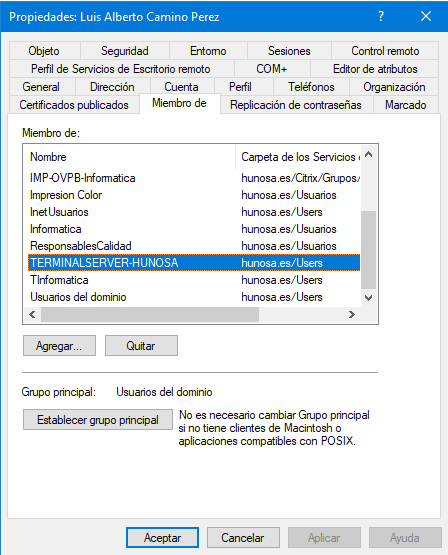 Propiedades: Luis Alberto Camino Perez
Objeto Seguridad Entorno Sesiones Control remoto
Perfil de Servicios de Escritorio remoto COM+ Editor de atributos
General Dirección Cuenta Perfil Teléfonos Organización
Certificados publicados Miembro de Replicación de contraseñas Marcado
Miembro de:
Nombre Carpeta de los Servicios
IMP-OVPB-Informatica hunosa.es/Citrix/Grupos/
Impresion Color hunosa.es/Usuarios
InetUsuarios hunosa.es/Users
Informatica hunosa.es/Usuarios
ResponsablesCalidad hunosa.es/Usuarios
TERMINALSERVER-HUNOSA hunosa.es/Users
TInformatica hunosa.es/Users
Usuarios del dominio hunosa.es/Users
Agregar... Quitar
Grupo principal: Usuarios del dominio
Establecer grupo principal
No es necesario cambiar Grupo principal
si no tiene clientes de Macintosh o
aplicaciones compatibles con POSIX.
Aceptar Cancelar Aplicar Ayuda